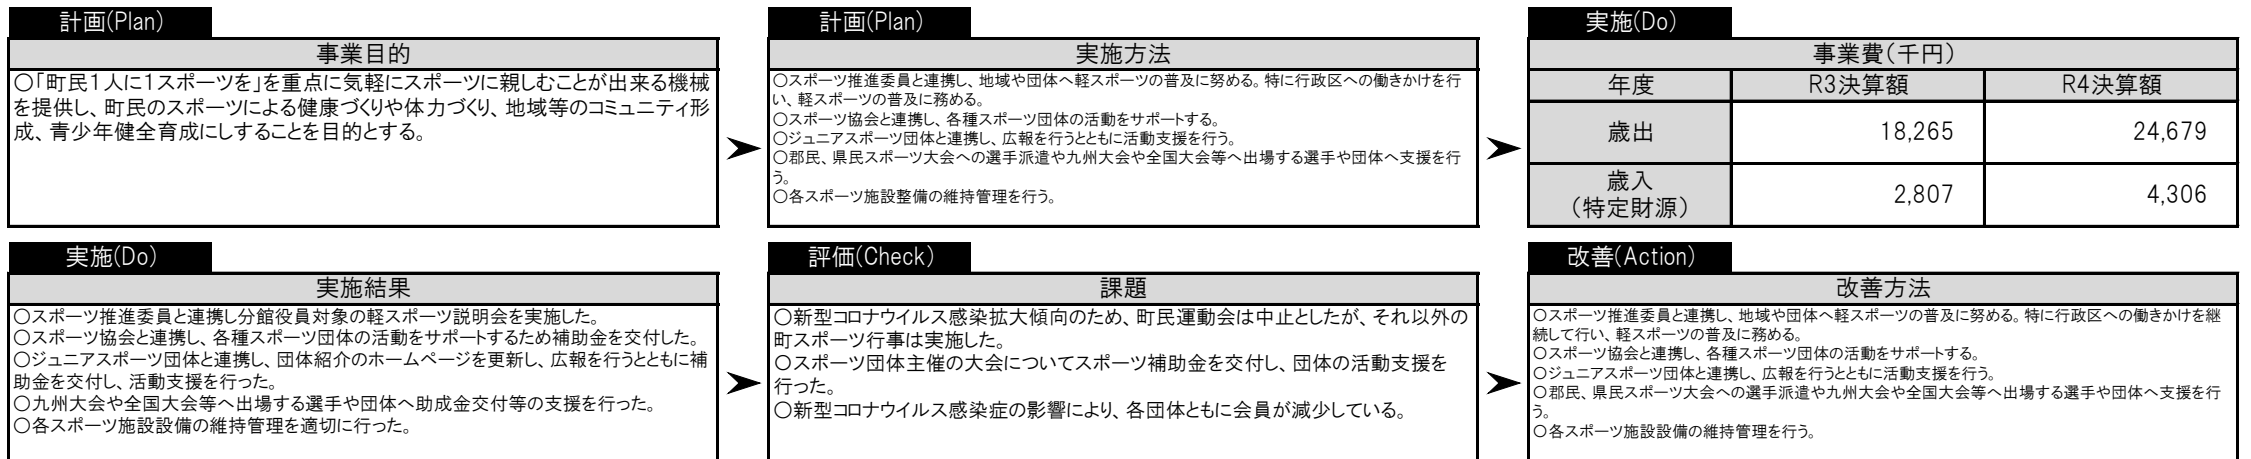 計画(Plan)
事業目的
○「町民1人に1スポーツを」を重点に気軽にスポーツに親しむことが出来る機械
を提供し、町民のスポーツによる健康づくりや体力づくり、地域等のコミュニティ形
成、青少年健全育成にしすることを目的とする。
計画(Plan)
実施方法
○スポーツ推進委員と連携し、地域や団体へ軽スポーツの普及に努める。特に行政区への働きかけを行
い、軽スポーツの普及に務める。
○スポーツ協会と連携し、各種スポーツ団体の活動をサポートする。
○ジュニアスポーツ団体と連携し、広報を行うとともに活動支援を行う。
○郡民、県民スポーツ大会への選手派遣や九州大会や全国大会等へ出場する選手や団体へ支援を行
う。
○各スポーツ施設整備の維持管理を行う。
実施(Do)
事業費(千円)
年度 R3決算額 R4決算額
歳出 18,265 24,679
歳入
(特定財源) 2,807 4,306
実施(Do)
実施結果
○スポーツ推進委員と連携し分館役員対象の軽スポーツ説明会を実施した。
○スポーツ協会と連携し、各種スポーツ団体の活動をサポートするため補助金を交付した。
○ジュニアスポーツ団体と連携し、団体紹介のホームページを更新し、広報を行うとともに補
助金を交付し、活動支援を行った。
○九州大会や全国大会等へ出場する選手や団体へ助成金交付等の支援を行った。
○各スポーツ施設設備の維持管理を適切に行った。
評価(Check)
課題
○新型コロナウイルス感染拡大傾向のため、町民運動会は中止としたが、それ以外の
町スポーツ行事は実施した。
○スポーツ団体主催の大会についてスポーツ補助金を交付し、団体の活動支援を
行った。
○新型コロナウイルス感染症の影響により、各団体ともに会員が減少している。
改善(Action)
改善方法
○スポーツ推進委員と連携し、地域や団体へ軽スポーツの普及に努める。特に行政区への働きかけを継
続して行い、軽スポーツの普及に務める。
○スポーツ協会と連携し、各種スポーツ団体の活動をサポートする。
○ジュニアスポーツ団体と連携し、広報を行うとともに活動支援を行う。
○郡民、県民スポーツ大会への選手派遣や九州大会や全国大会等へ出場する選手や団体へ支援を行
う。
○各スポーツ施設設備の維持管理を行う。